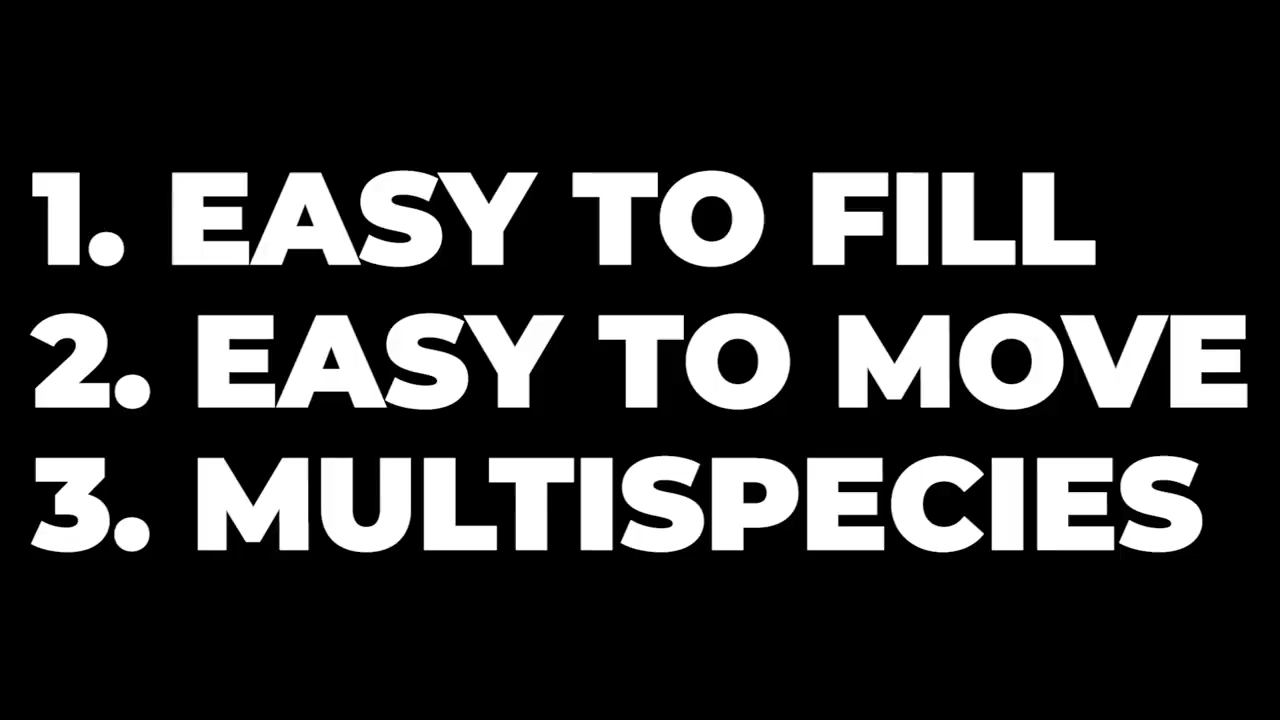 1. EASY TO FILL
2. EASY TO MOVE
3. MULTISPECIES